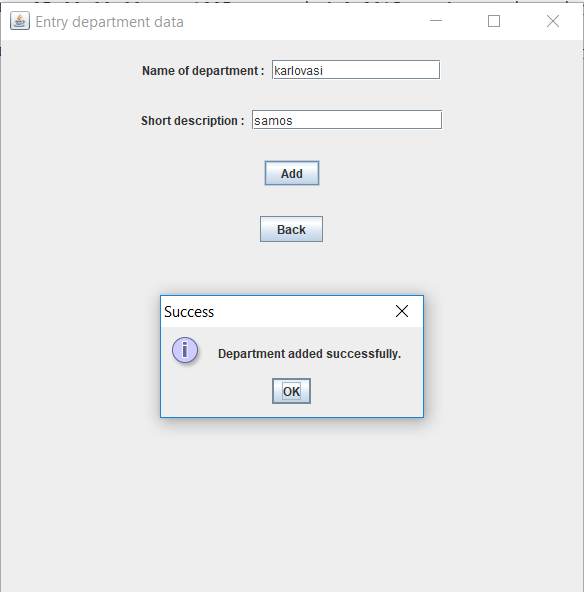 Entry department data
Name of department : karlovasi
Short description : samos
Add
Back
Success
i
Department added successfully.
OK